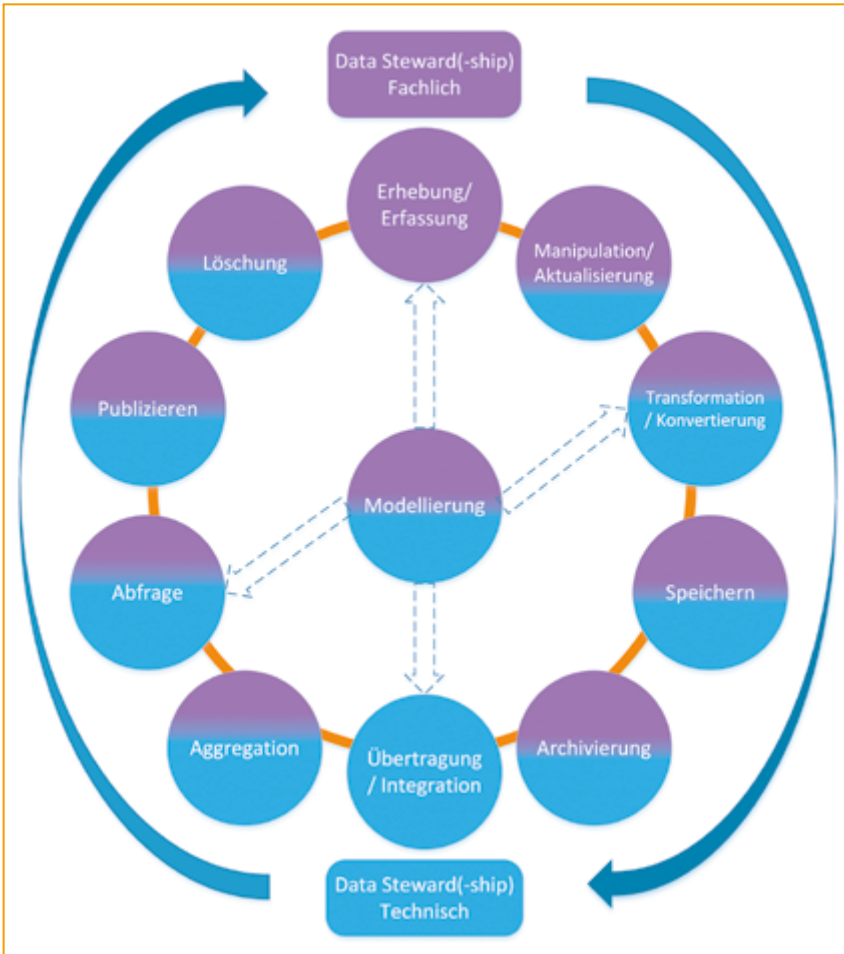 Data Steward(-ship)
Fachlich
Erhebung/
Erfassung
Manipulation/
Aktualisierung
Transformation
/ Konvertierung
Speichern
Archivierung
Übertragung
/ Integration
Aggregation
Abfrage
Publizieren
Löschung
Modellierung
Data Steward(-ship)
Technisch